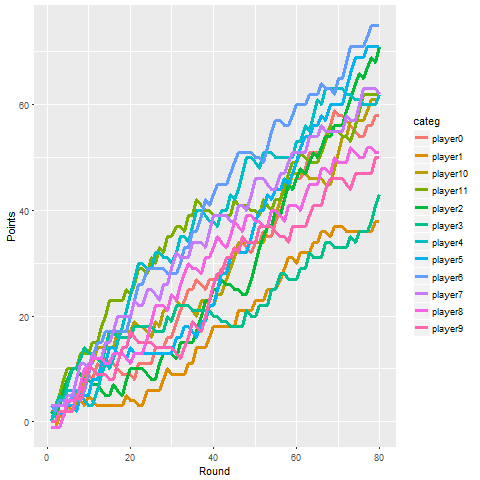 60
40
20
0
Points
0
20
40
60
80
Round
categ
player0
player1
player10
player11
player2
player3
player4
player5
player6
player7
player8
player9